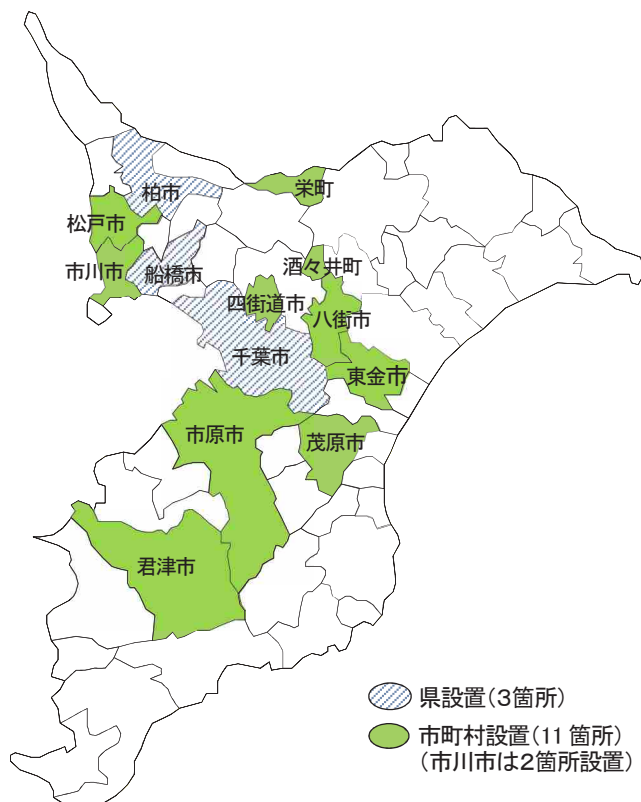 柏市
栄町
松戸市
市川市
船橋市
酒々井町
四街道市
八街市
千葉市
東金市
市原市
茂原市
君津市
県設置(3箇所)
市町村設置(11箇所)
(市川市は2箇所設置)